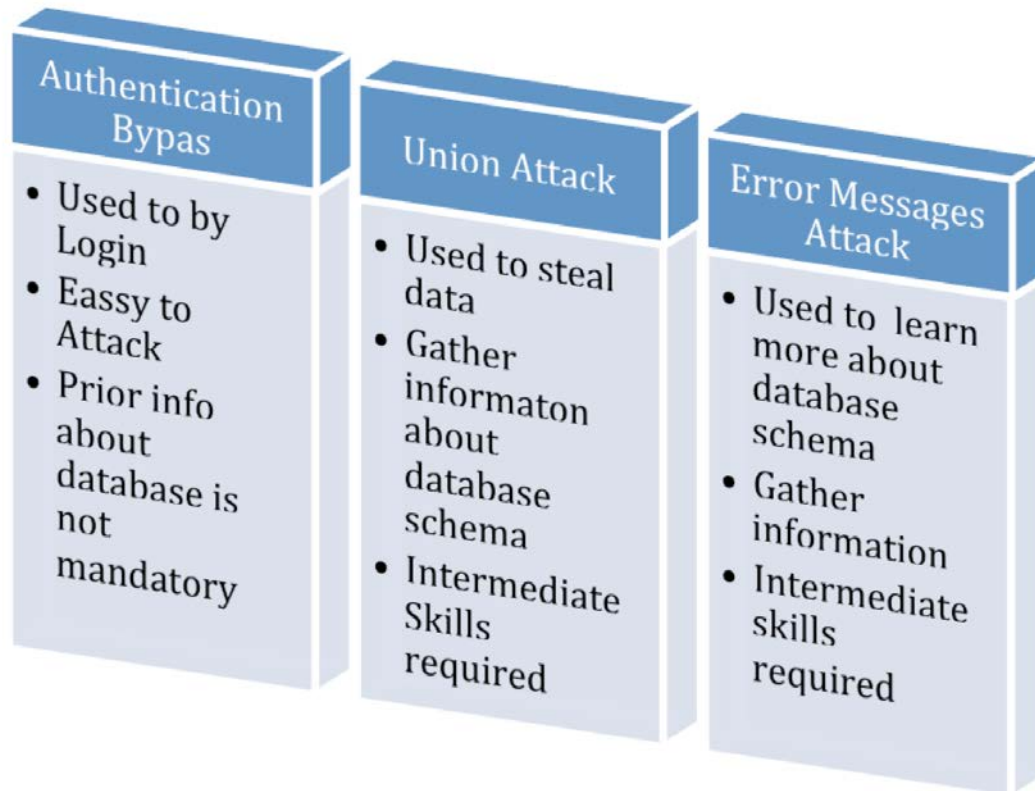 Authentication
Bypas
• Used to by
Login
• Eassy to
Attack
• Prior info
about
database is
not
mandatory
Union Attack
• Used to steal
data
• Gather
informaton
about
database
schema
• Intermediate
Skills
required
Error Messages
Attack
• Used to learn
more about
database
schema
• Gather
information
• Intermediate
skills
required